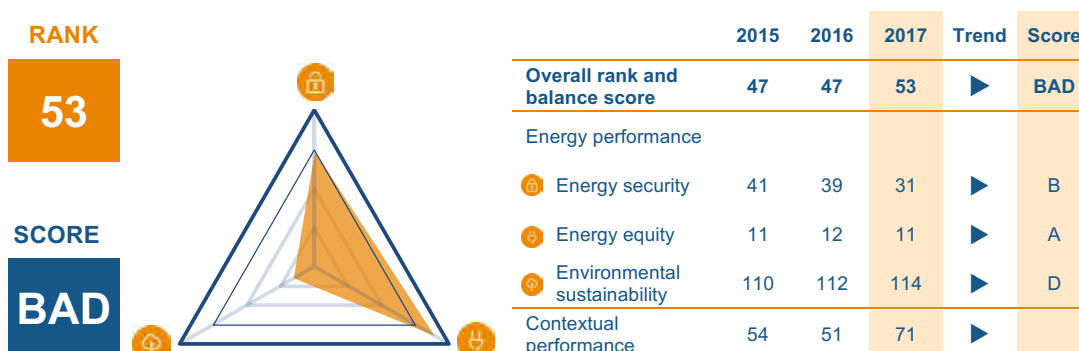 RANK
53
SCORE
BAD
2015 2016 2017 Trend Score
Overall rank and
balance score 47 47 53 ▶ BAD
Energy performance
Energy security 41 39 31 ▶ B
Energy equity 11 12 11 ▶ A
Environmental
sustainability 110 112 114 ▶ D
Contextual
performance 54 51 71 ▶